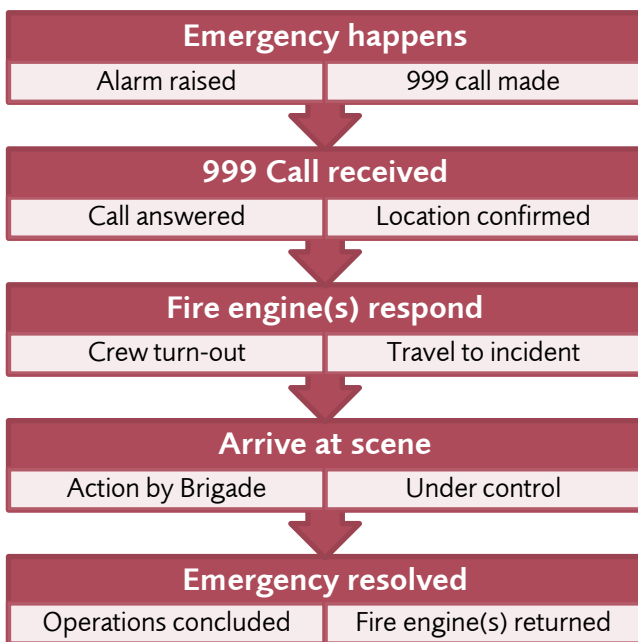 Emergency happens
Alarm raised 999 call made
999 Call received
Call answered Location confirmed
Fire engine(s) respond
Crew turn-out Travel to incident
Arrive at scene
Action by Brigade Under control
Emergency resolved
Operations concluded Fire engine(s) returned